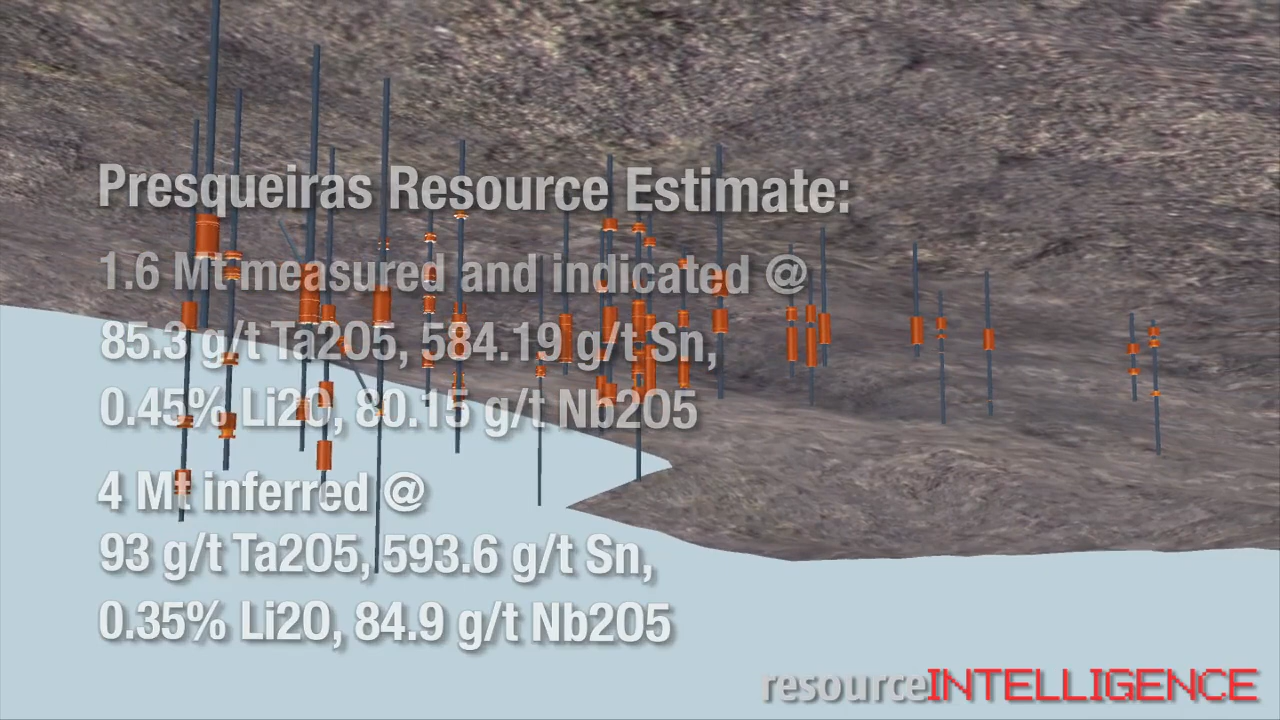 Presqueiras Resource Estimate:
1.6 Mt measured and indicated @
85.3 g/t Ta2O5, 584.19 g/t Sn,
0.45% Li2O, 80.15 g/t Nb2O5
4 Mt inferred @
93 g/t Ta2O5, 593.6 g/t Sn,
0.35% Li2O, 84.9 g/t Nb2O5
resourceINTELLIGENCE